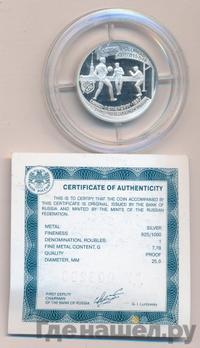 CERTIFICATE OF AUTHENTICITY
THIS IS TO CERTIFY THAT THE COIN ACCOMPANIED BY
THIS CERTIFICATE IS ORIGINAL ISSUED BY THE BANK OF
RUSSIA AND MINTED BY THE MINTS OF THE RUSSIAN
FEDERATION.
METAL: SILVER
FINENESS 925/1000
DENOMINATION, ROUBLES: 1
FINE METAL CONTENT, G 7,78
QUALITY PROOF
DIAMETER, MM 25,0
FIRST DEPUTY
CHAIRMAN
OF THE BANK OF RUSSIA
Гденашел.ру